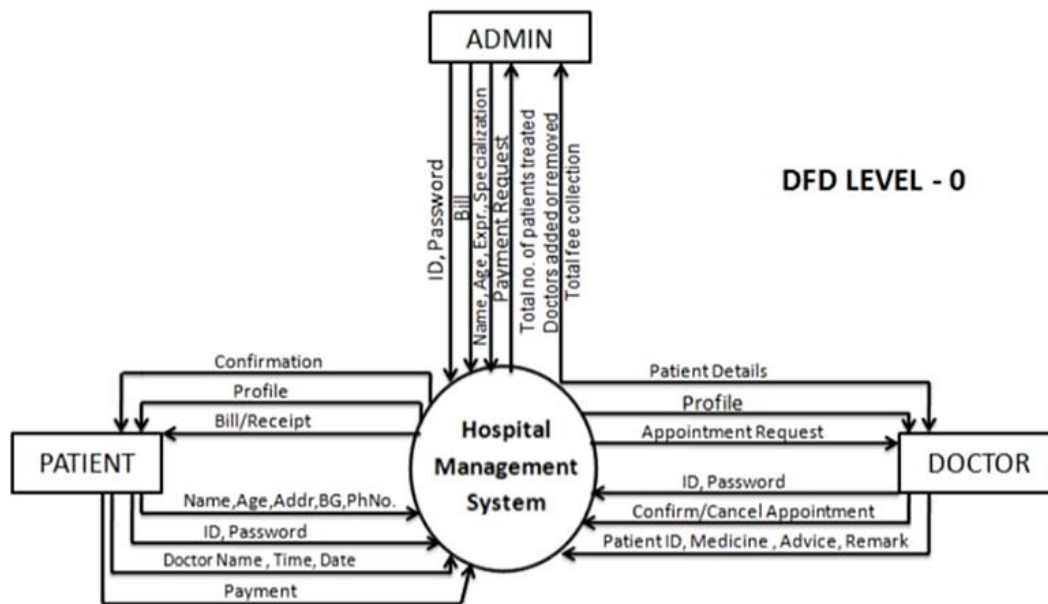 ADMIN
ID, Password
Bill
Name, Age, Expr., Specialization
Payment Request
Total no. of patients treated
Doctors added or removed
Total fee collection
DFD LEVEL - 0
Confirmation
Profile
Bill/Receipt
PATIENT
Name,Age,Addr,BG,PhNo.
ID, Password
Doctor Name , Time, Date
Payment
Hospital
Management
System
Patient Details
Profile
Appointment Request
DOCTOR
ID, Password
Confirm/Cancel Appointment
Patient ID, Medicine , Advice, Remark